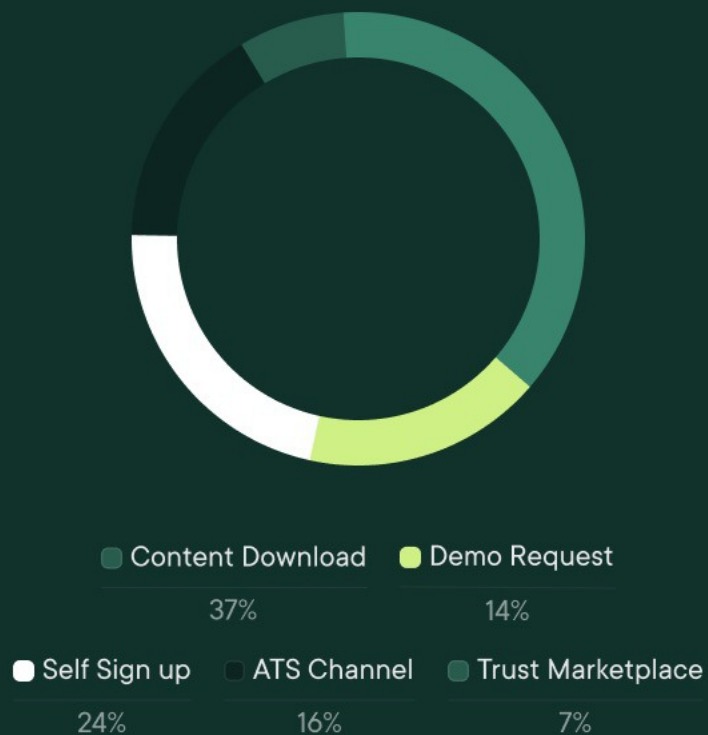 Content Download Demo Request
37% 14%
Self Sign up ATS Channel Trust Marketplace
24% 16% 7%